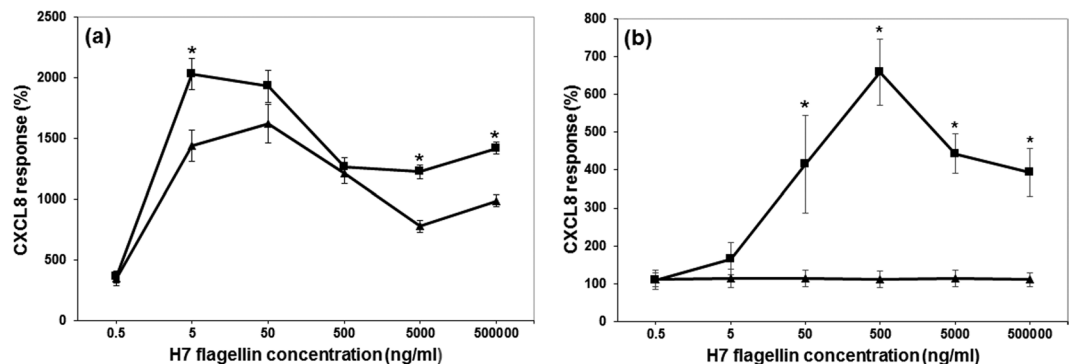 (a)
CXCL8 response (%)
2500
2000
1500
1000
500
0
*
*
*
0.5 5 50 500 5000 500000
H7 flagellin concentration (ng/ml)
(b)
CXCL8 response (%)
800
700
600
500
400
300
200
100
0
*
*
*
*
0.5 5 50 500 5000 500000
H7 flagellin concentration (ng/ml)